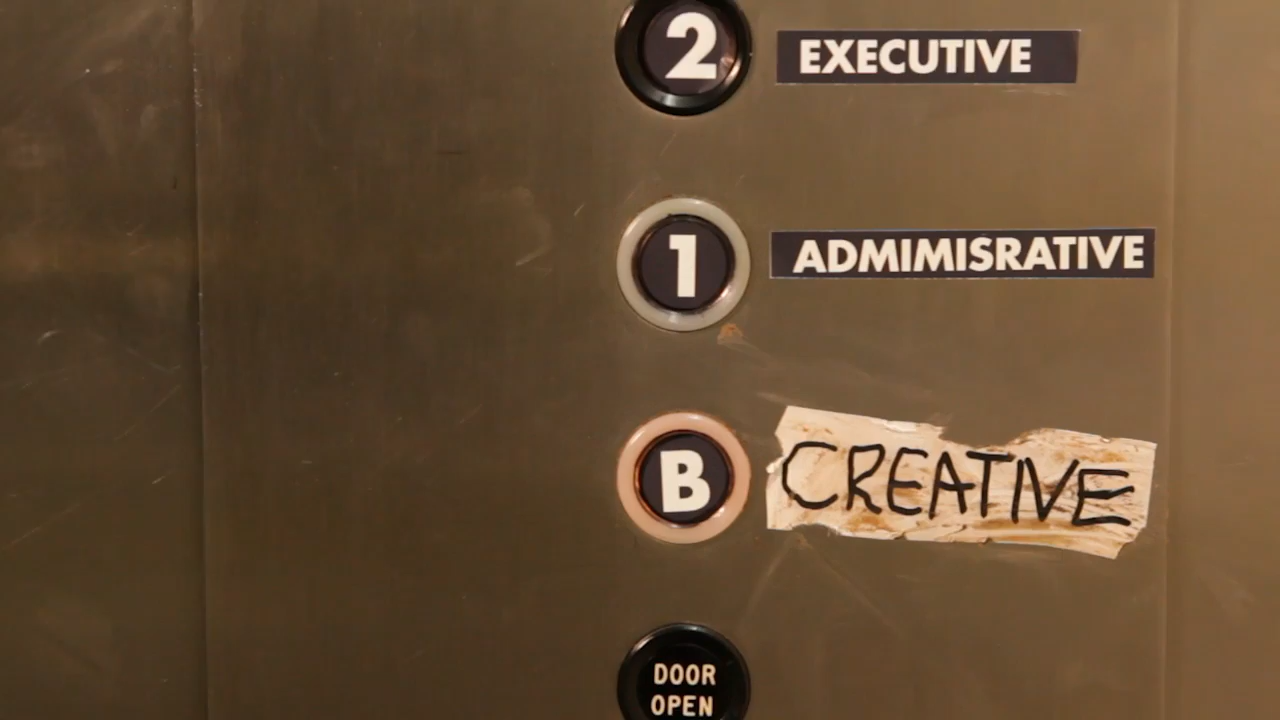 2 EXECUTIVE
1 ADMIMISRATIVE
B CREATIVE
DOOR
OPEN